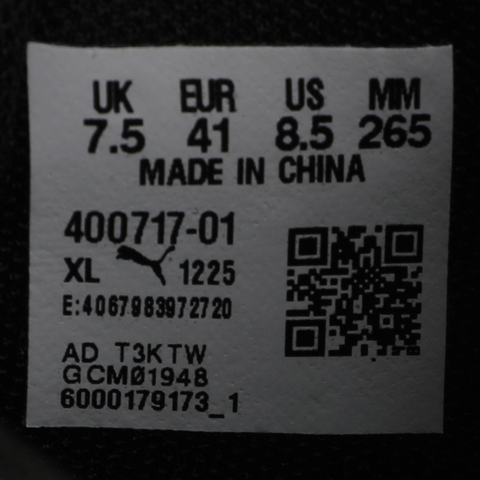 UK EUR US MM
7.5 41 8.5 265
MADE IN CHINA
400717-01
XL 1225
E:4067983972720
AD T3KTW
GCM01948
6000179173_1